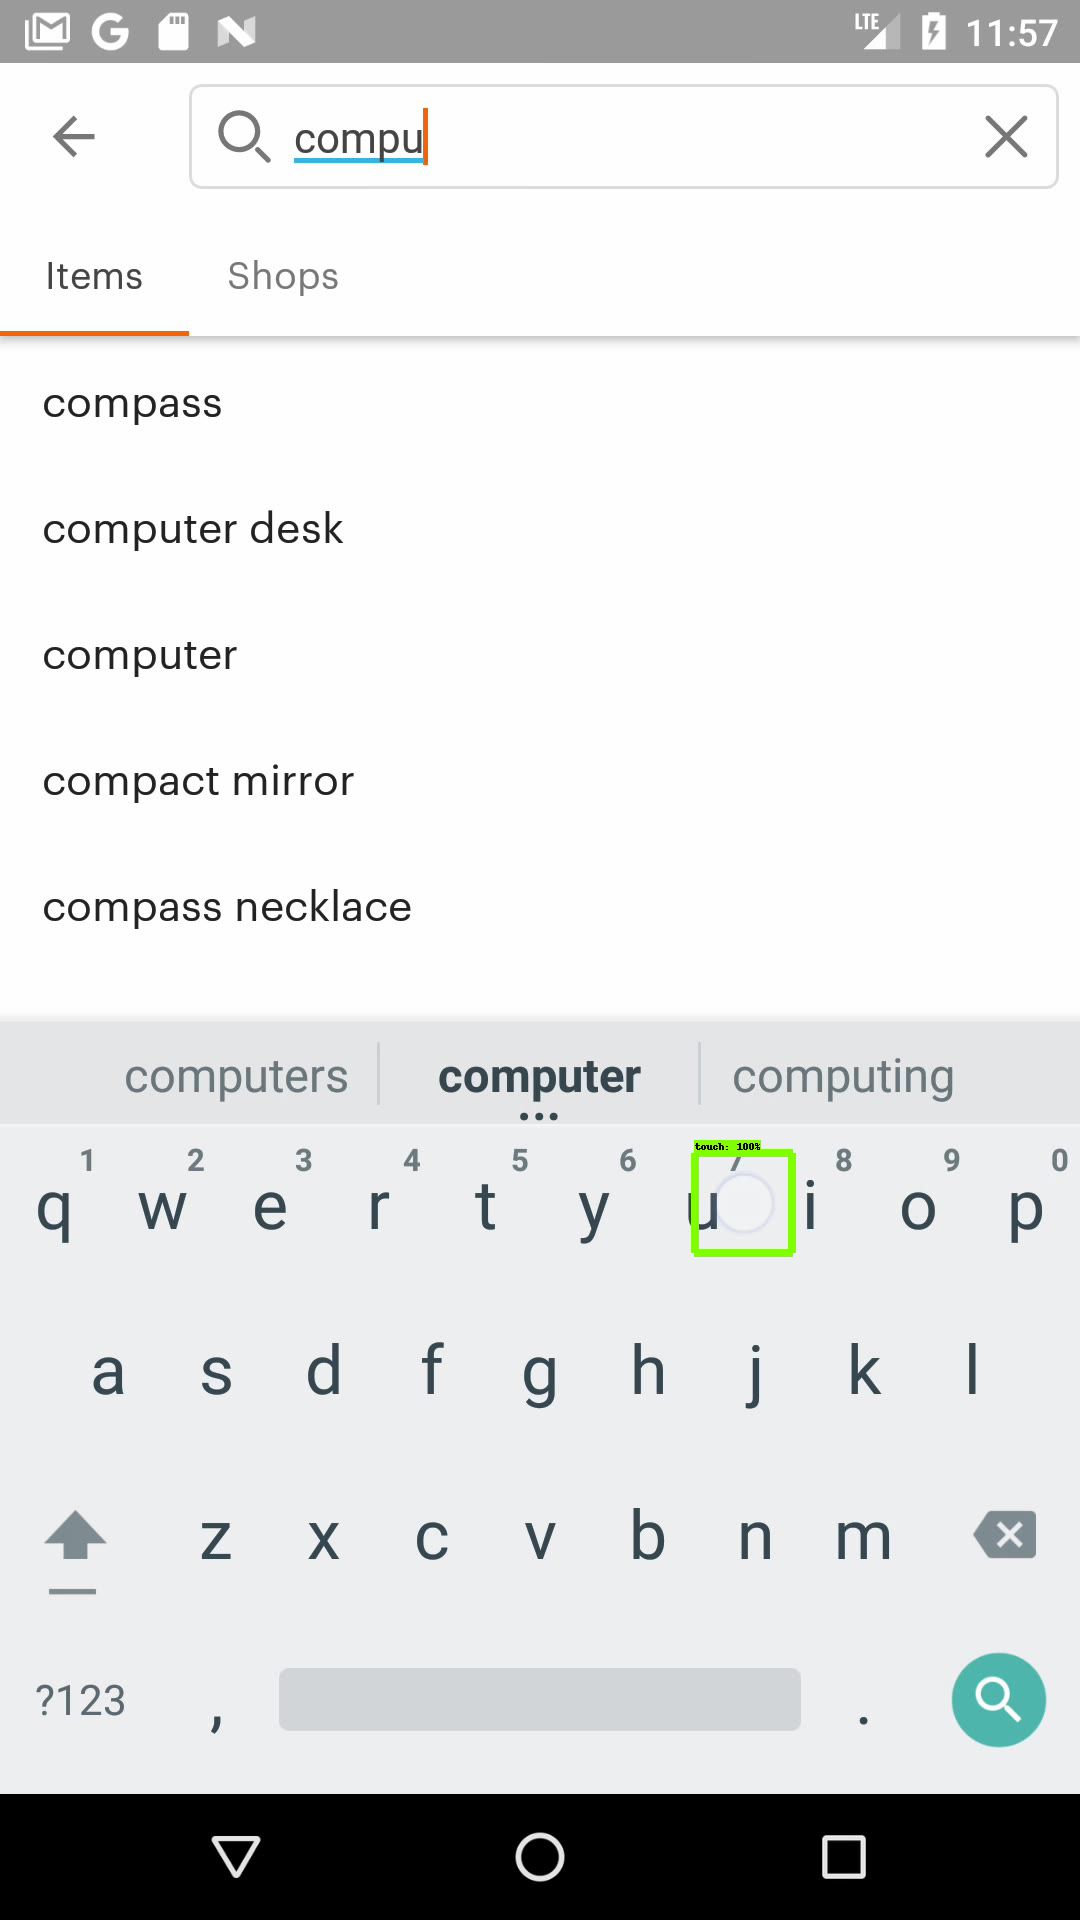 LTE 11:57
compu
Items Shops
compass
computer desk
computer
compact mirror
compass necklace
computers computer computing
touch: 100%
1 2 3 4 5 6 7 8 9 0
q w e r t y u i o p
a s d f g h j k l
z x c v b n m
?123 , .